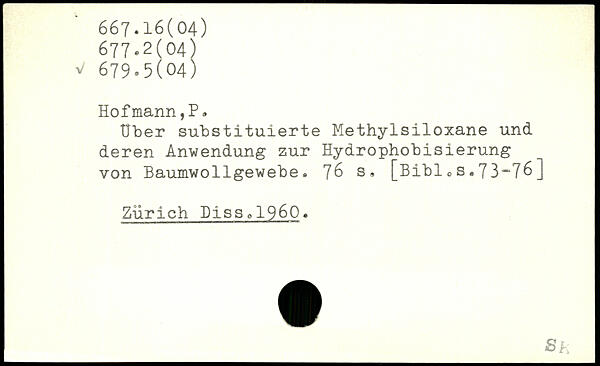 667.16(04)
677.2(04)
√ 679.5(04)
Hofmann,P.
Über substituierte Methylsiloxane und
deren Anwendung zur Hydrophobisierung
von Baumwollgewebe. 76 s. [Bibl.s.73-76]
Zürich Diss.1960.
SK